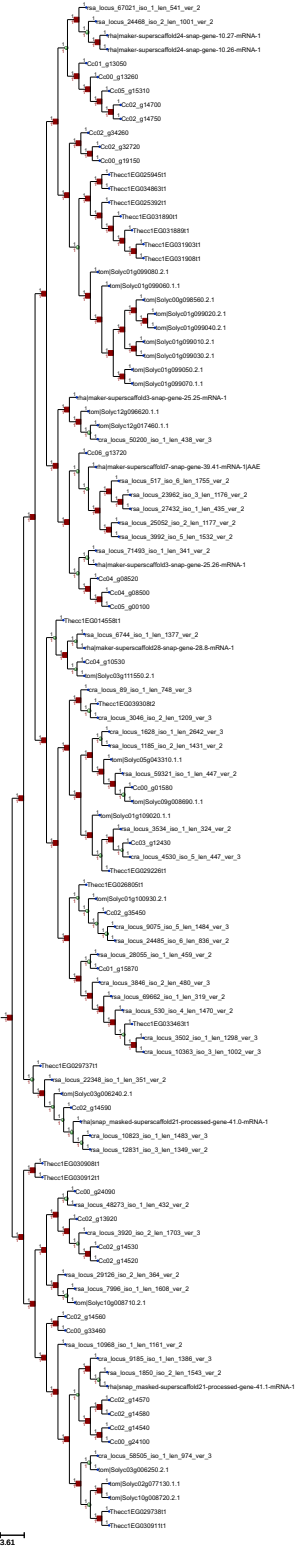 rsa_locus_67021_iso_1_len_541_ver_2
rsa_locus_24468_iso_2_len_1001_ver_2
rha|maker-superscaffold24-snap-gene-10.27-mRNA-1
rha|maker-superscaffold24-snap-gene-10.26-mRNA-1
Cc01_g13050
Cc00_g13260
Cc05_g15310
Cc02_g14700
Cc02_g14750
Cc02_g34260
Cc02_g32720
Cc00_g19150
Thecc1EG025945t1
Thecc1EG034863t1
Thecc1EG025392t1
Thecc1EG031890t1
Thecc1EG031889t1
Thecc1EG031903t1
Thecc1EG031908t1
tom|Solyc01g099080.2.1
tom|Solyc01g099060.1.1
tom|Solyc00g098560.2.1
tom|Solyc01g099020.2.1
tom|Solyc01g099040.2.1
tom|Solyc01g099010.2.1
tom|Solyc01g099030.2.1
tom|Solyc01g099050.2.1
tom|Solyc01g099070.1.1
rha|maker-superscaffold3-snap-gene-25.25-mRNA-1
tom|Solyc12g096620.1.1
tom|Solyc12g017460.1.1
cra_locus_50200_iso_1_len_438_ver_3
Cc06_g13720
rha|maker-superscaffold7-snap-gene-39.41-mRNA-1|AAE
rsa_locus_517_iso_6_len_1755_ver_2
rsa_locus_23962_iso_3_len_1176_ver_2
rsa_locus_27432_iso_1_len_435_ver_2
rsa_locus_25052_iso_2_len_1177_ver_2
rsa_locus_3992_iso_5_len_1532_ver_2
rsa_locus_71493_iso_1_len_341_ver_2
rha|maker-superscaffold3-snap-gene-25.26-mRNA-1
Cc04_g08520
Cc04_g08500
Cc05_g00100
Thecc1EG014558t1
rsa_locus_6744_iso_1_len_1377_ver_2
rha|maker-superscaffold28-snap-gene-28.8-mRNA-1
Cc04_g10530
tom|Solyc03g111550.2.1
cra_locus_89_iso_1_len_748_ver_3
Thecc1EG039308t2
cra_locus_3046_iso_2_len_1209_ver_3
cra_locus_1628_iso_1_len_2642_ver_3
rsa_locus_1185_iso_2_len_1431_ver_2
tom|Solyc05g043310.1.1
rsa_locus_59321_iso_1_len_447_ver_2
Cc00_g01580
tom|Solyc09g008690.1.1
tom|Solyc01g109020.1.1
rsa_locus_3534_iso_1_len_324_ver_2
Cc03_g12430
cra_locus_4530_iso_5_len_447_ver_3
Thecc1EG029226t1
Thecc1EG026805t1
tom|Solyc01g100930.2.1
Cc02_g35450
cra_locus_9075_iso_5_len_1484_ver_3
rsa_locus_24485_iso_6_len_836_ver_2
rsa_locus_28055_iso_1_len_459_ver_2
Cc01_g15870
cra_locus_3846_iso_2_len_480_ver_3
rsa_locus_69662_iso_1_len_319_ver_2
rsa_locus_530_iso_4_len_1470_ver_2
Thecc1EG033463t1
cra_locus_3502_iso_1_len_1298_ver_3
cra_locus_10363_iso_3_len_1002_ver_3
Thecc1EG029737t1
rsa_locus_22348_iso_1_len_351_ver_2
tom|Solyc03g006240.2.1
Cc02_g14590
rha|snap_masked-superscaffold21-processed-gene-41.0-mRNA-1
cra_locus_10823_iso_1_len_1483_ver_3
rsa_locus_12831_iso_3_len_1349_ver_2
Thecc1EG030908t1
Thecc1EG030912t1
Cc00_g24090
rsa_locus_48273_iso_1_len_432_ver_2
Cc02_g13920
cra_locus_3920_iso_2_len_1703_ver_3
Cc02_g14530
Cc02_g14520
rsa_locus_29126_iso_2_len_364_ver_2
rsa_locus_7996_iso_1_len_1608_ver_2
tom|Solyc10g008710.2.1
Cc02_g14560
Cc00_g33460
rsa_locus_10968_iso_1_len_1161_ver_2
cra_locus_9185_iso_1_len_1386_ver_3
rsa_locus_1850_iso_2_len_1543_ver_2
rha|snap_masked-superscaffold21-processed-gene-41.1-mRNA-1
Cc02_g14570
Cc02_g14580
Cc02_g14540
Cc00_g24100
cra_locus_58505_iso_1_len_974_ver_3
tom|Solyc03g006250.2.1
tom|Solyc02g077130.1.1
tom|Solyc10g008720.2.1
Thecc1EG029738t1
Thecc1EG030911t1
3.61